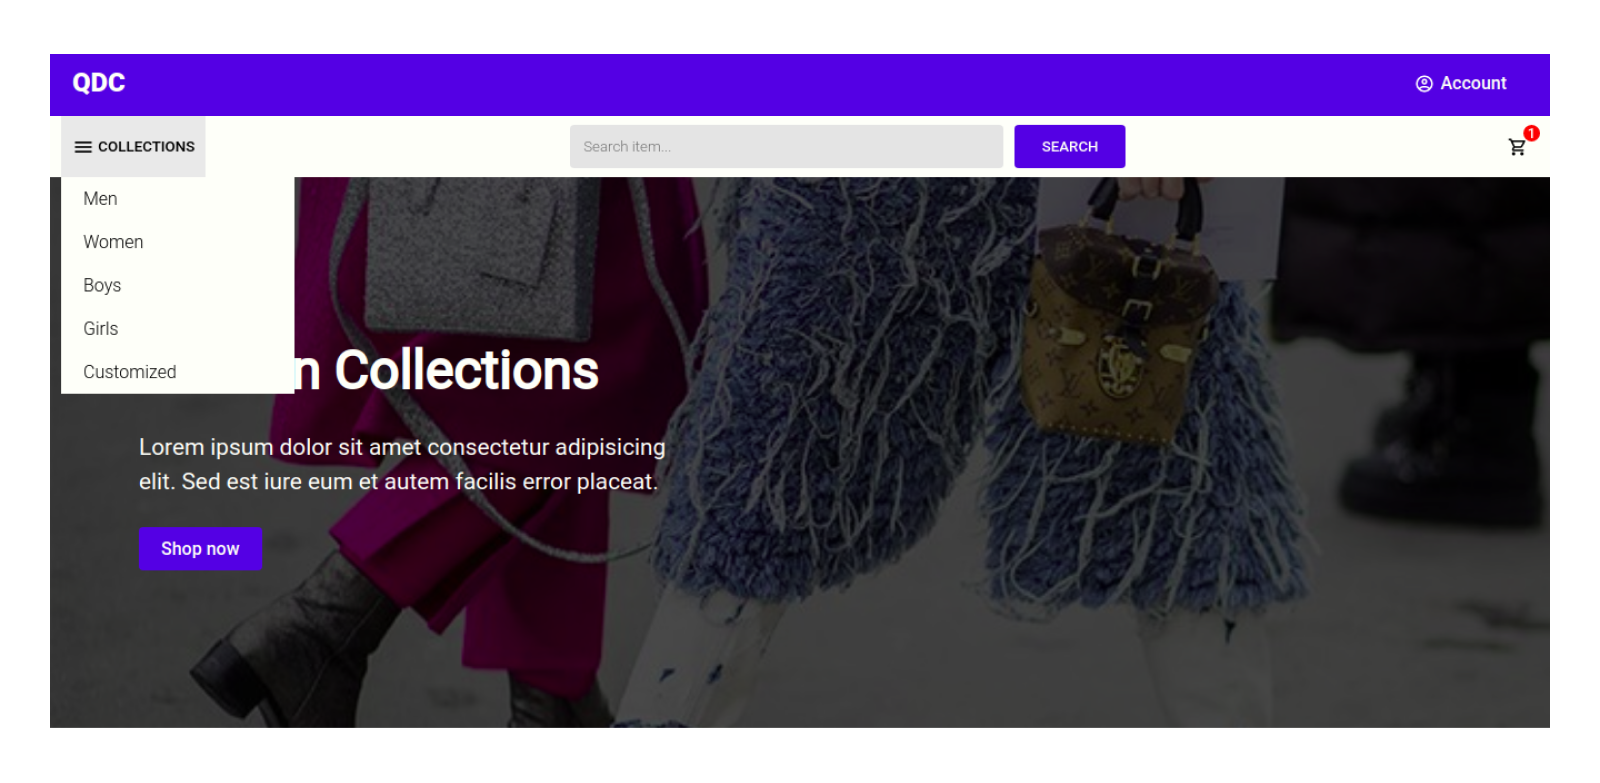 QDC
Account
COLLECTIONS
Search item...
SEARCH
1
Men
Women
Boys
Girls
Customized
n Collections
Lorem ipsum dolor sit amet consectetur adipisicing
elit. Sed est iure eum et autem facilis error placeat.
Shop now